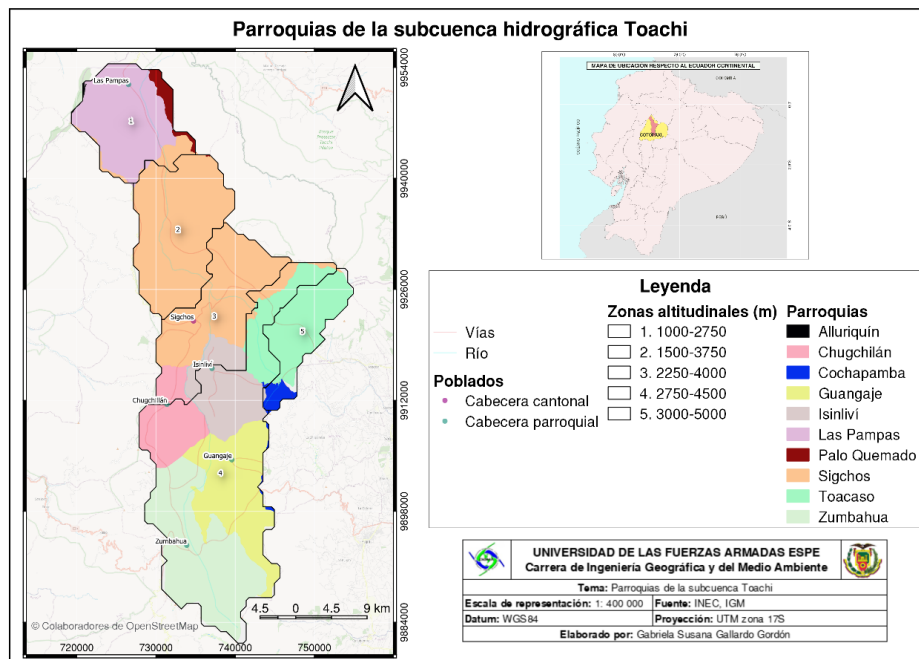 Parroquias de la subcuenca hidrográfica Toachi
Las Pampas
1
2
Sigchos
3
5
Isinliví
Chugchillán
Guangaje
4
Zumbahua
4.5 0 4.5 9 km
© Colaboradores de OpenStreetMap
720000 730000 740000 750000
9954000
9940000
9926000
9912000
9898000
9884000
MAPA DE UBICACIÓN RESPECTO AL ECUADOR CONTINENTAL
COLOMBIA
COTOPAXI
PERÚ
Leyenda
Vías
Río
Poblados
Cabecera cantonal
Cabecera parroquial
Zonas altitudinales (m)
1. 1000-2750
2. 1500-3750
3. 2250-4000
4. 2750-4500
5. 3000-5000
Parroquias
Alluriquín
Chugchilán
Cochapamba
Guangaje
Isinliví
Las Pampas
Palo Quemado
Sigchos
Toacaso
Zumbahua
UNIVERSIDAD DE LAS FUERZAS ARMADAS ESPE
Carrera de Ingeniería Geográfica y del Medio Ambiente
Tema: Parroquias de la subcuenca Toachi
Escala de representación: 1: 400 000 Fuente: INEC, IGM
Datum: WGS84 Proyección: UTM zona 17S
Elaborado por: Gabriela Susana Gallardo Gordón